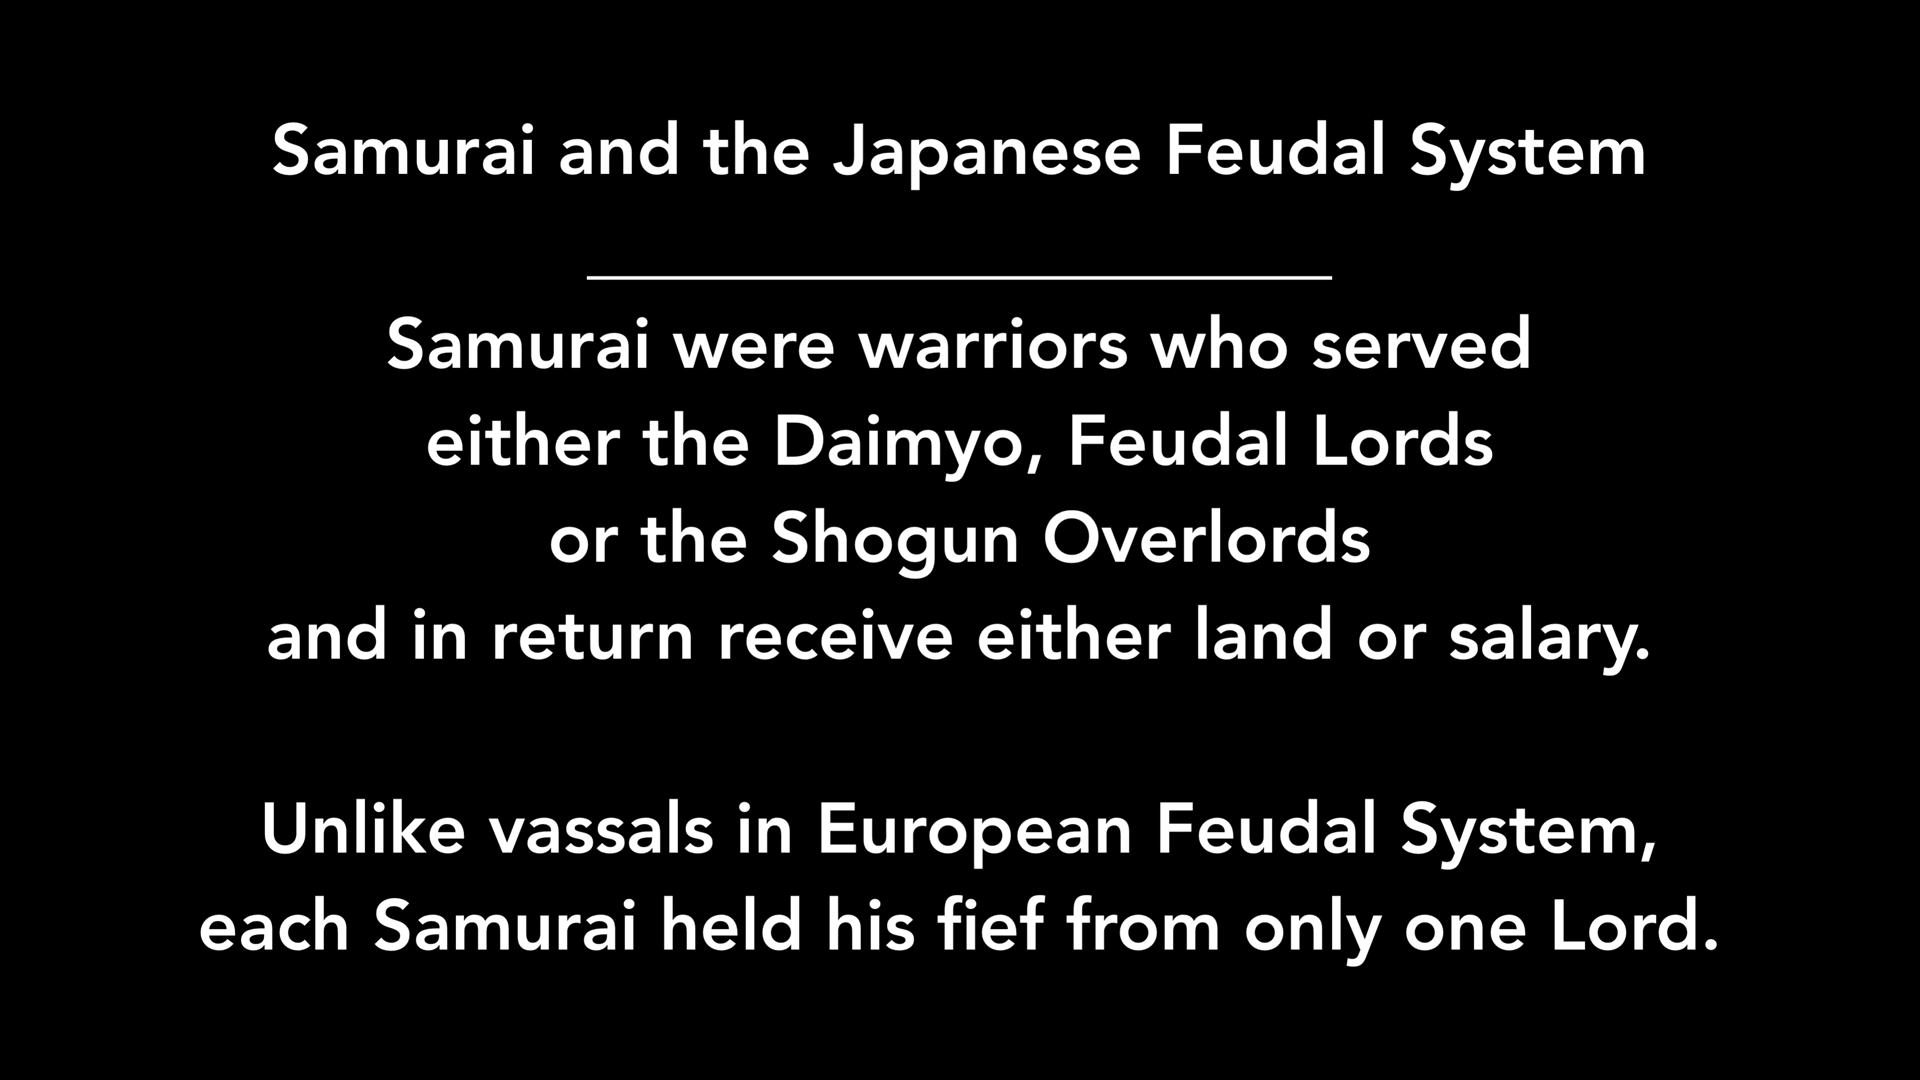 Samurai and the Japanese Feudal System
Samurai were warriors who served
either the Daimyo, Feudal Lords
or the Shogun Overlords
and in return receive either land or salary.
Unlike vassals in European Feudal System,
each Samurai held his fief from only one Lord.